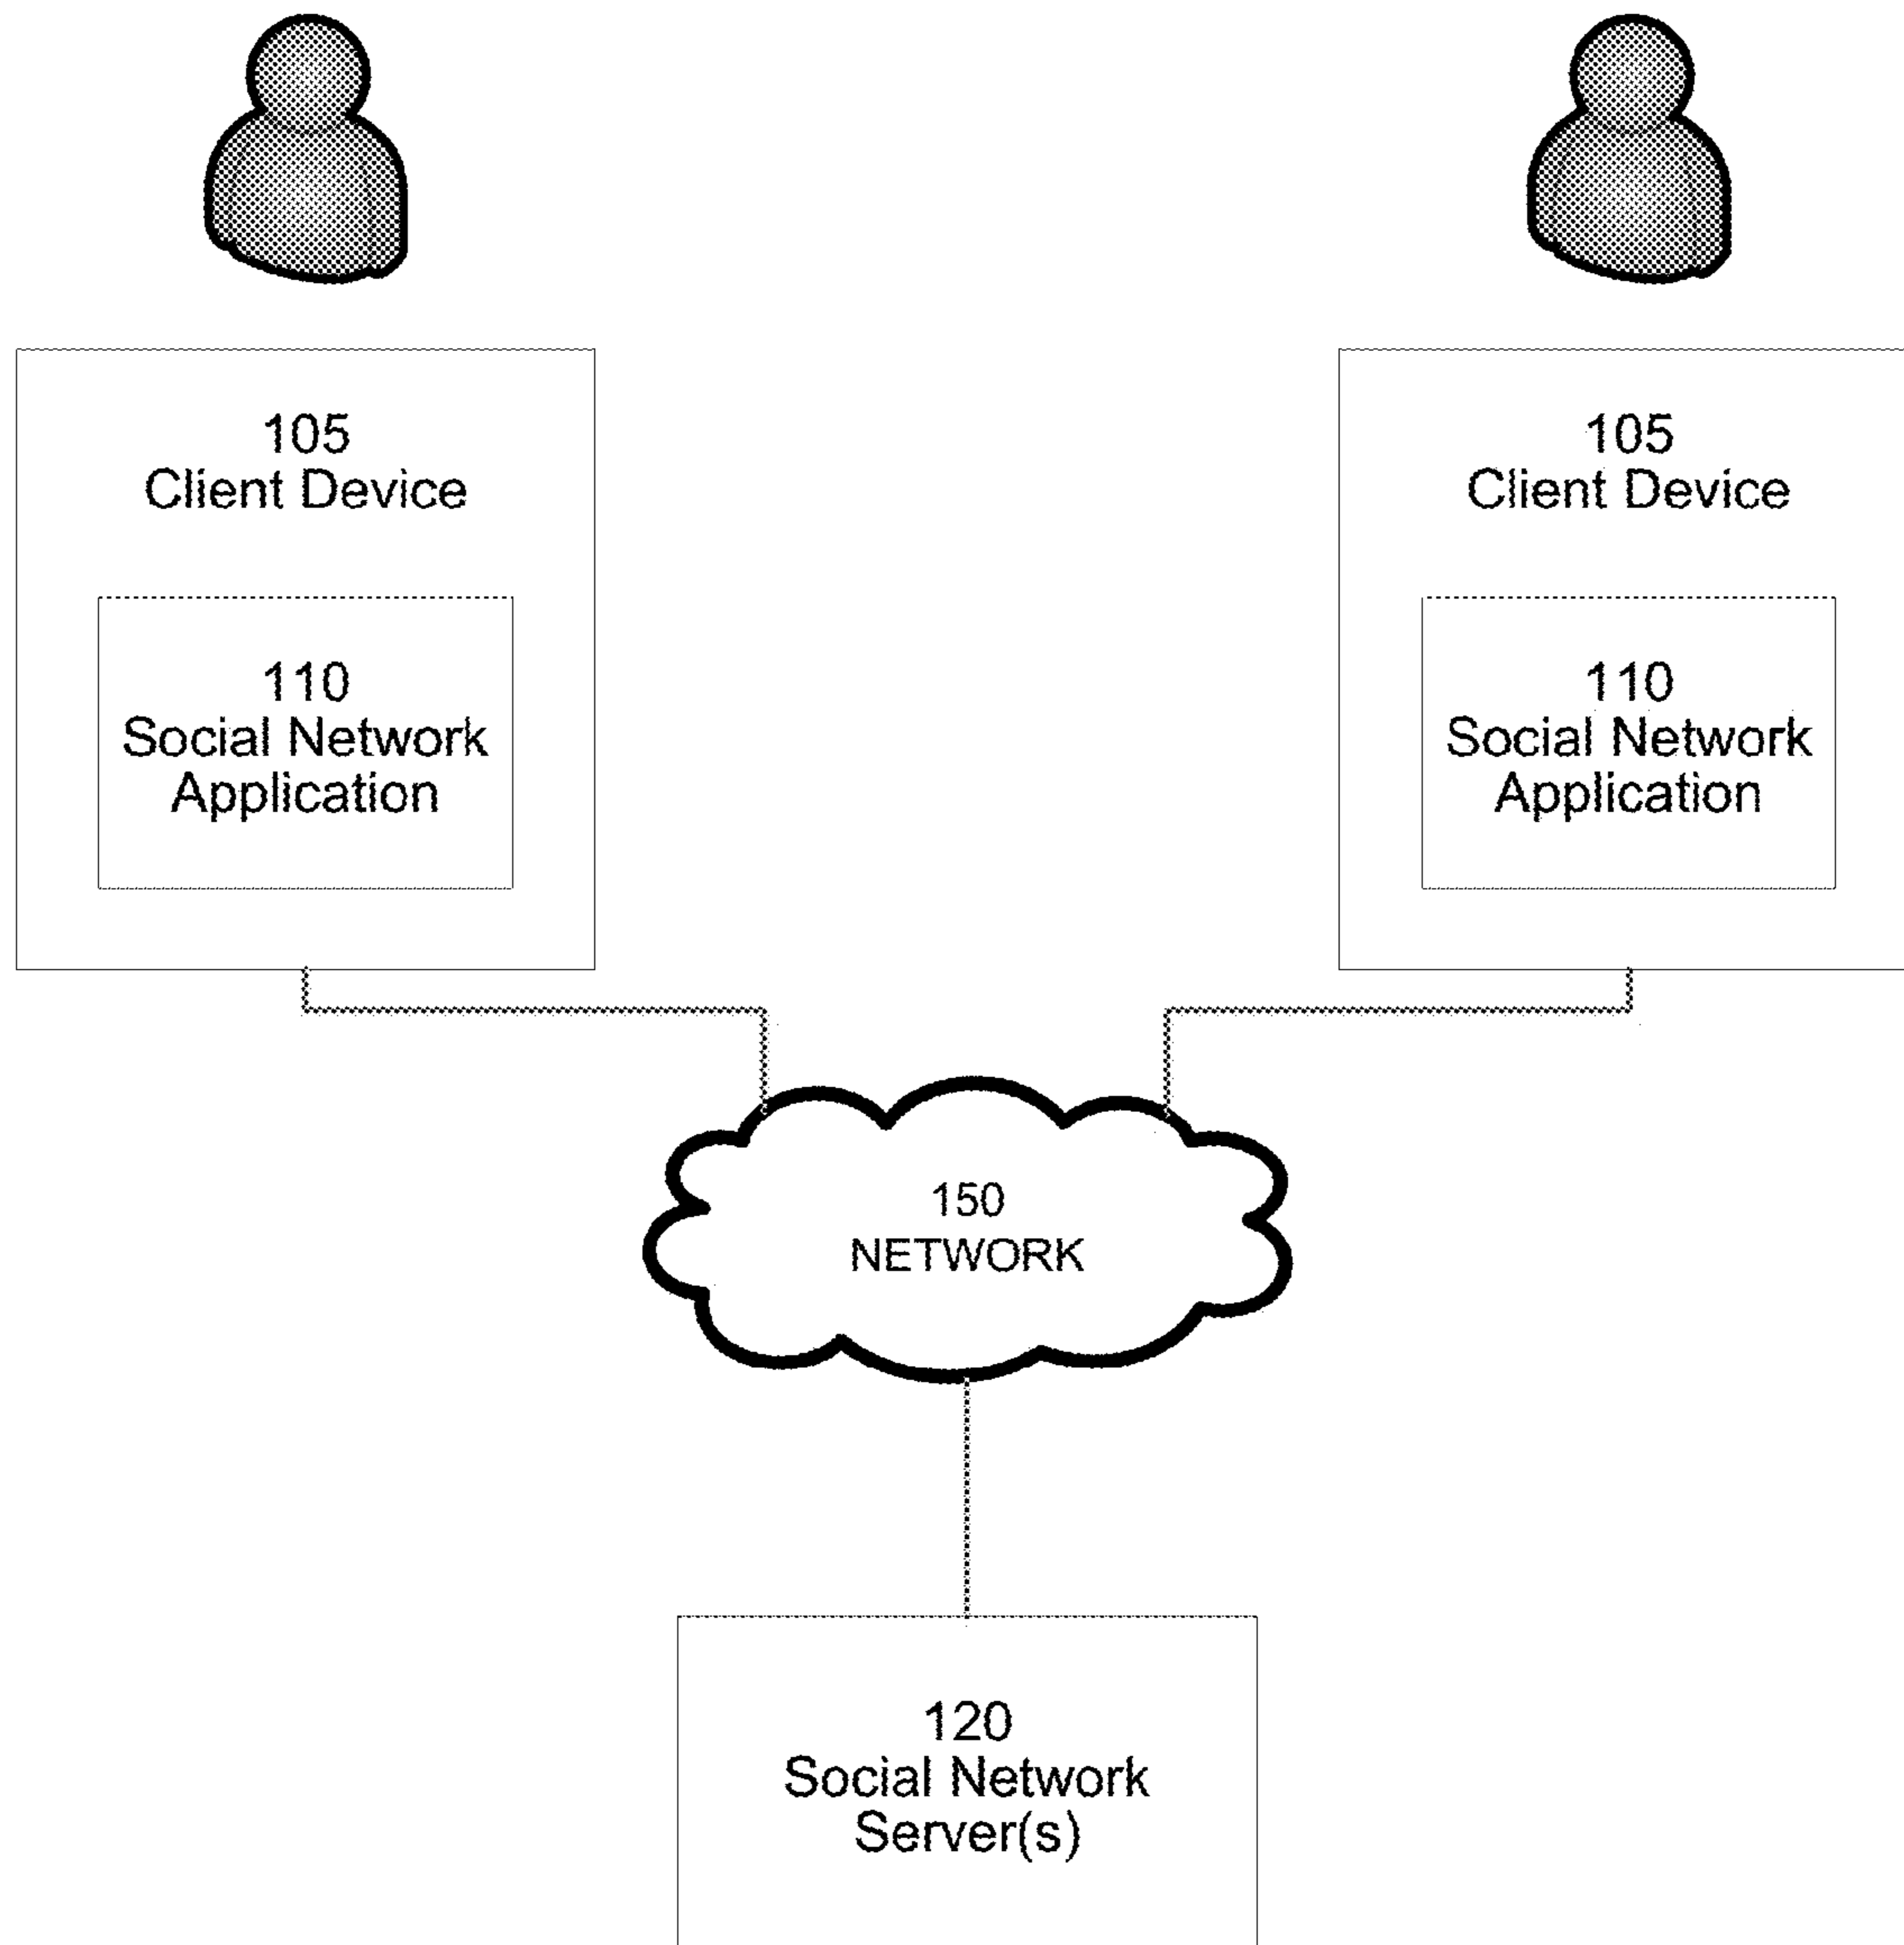 105
Client Device
110
Social Network
Application
105
Client Device
110
Social Network
Application
150
NETWORK
120
Social Network
Server(s)